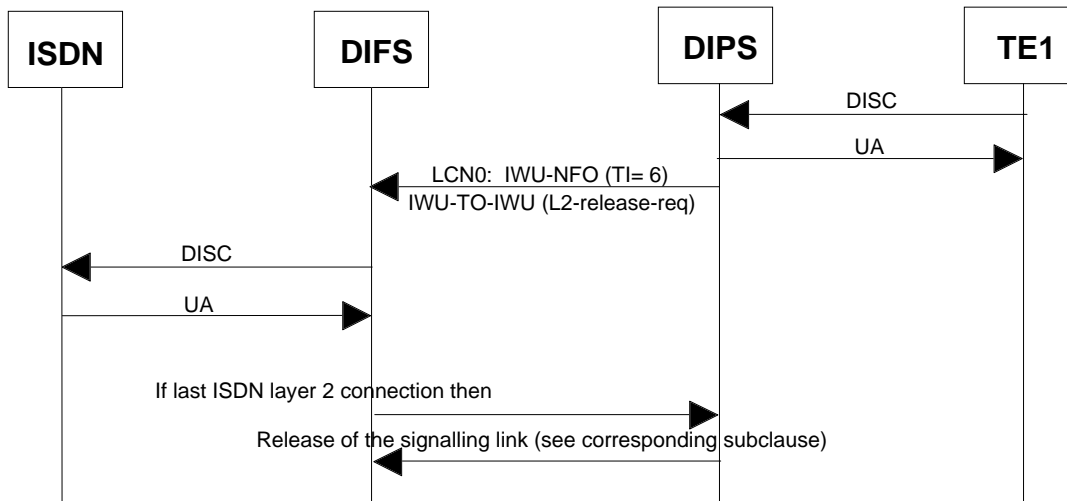 ISDN
DIFS
DIPS
TE1
DISC
UA
LCN0: IWU-NFO (TI= 6)
IWU-TO-IWU (L2-release-req)
DISC
UA
If last ISDN layer 2 connection then
Release of the signalling link (see corresponding subclause)